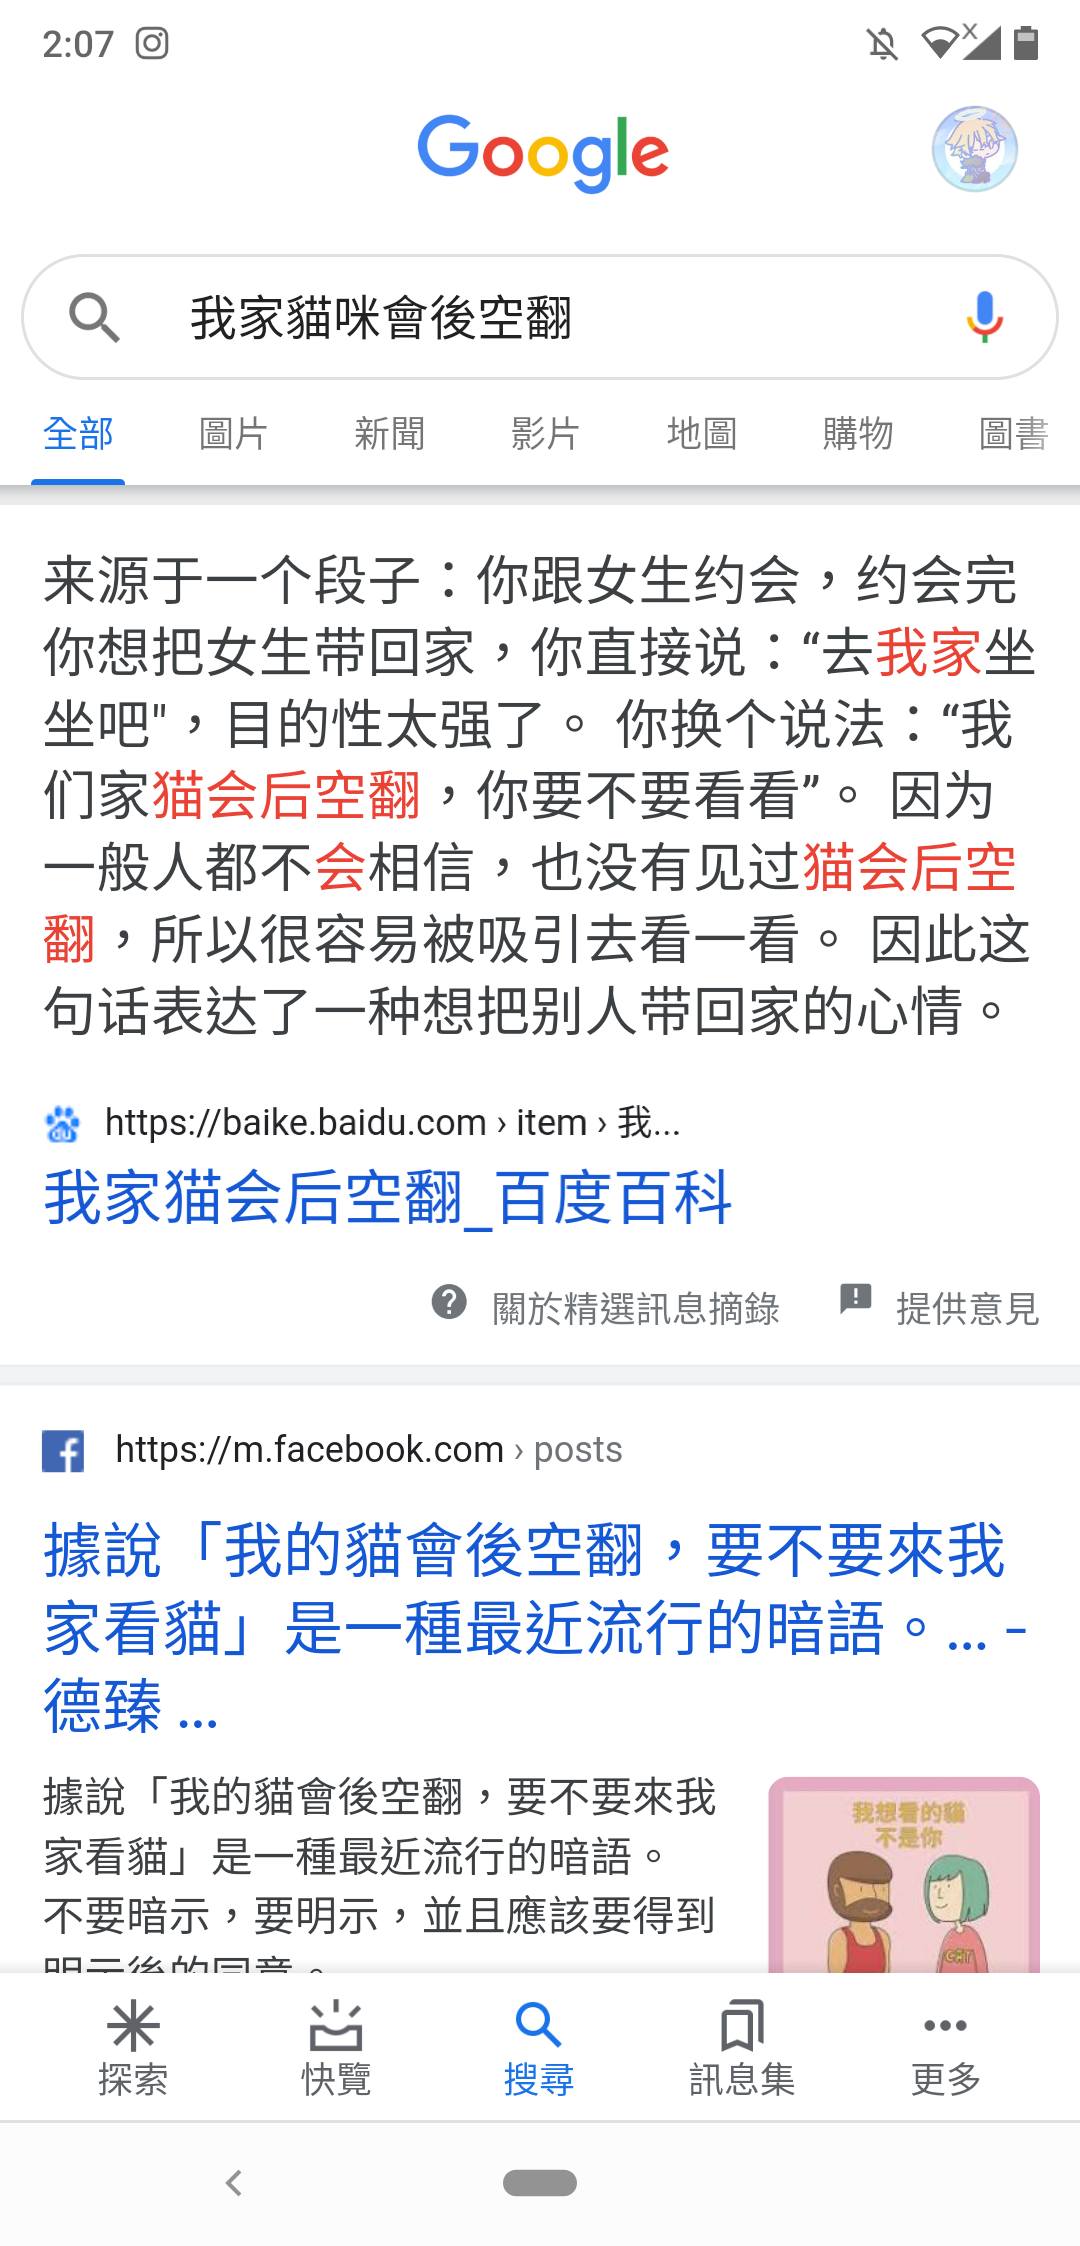 2:07
Google
我家貓咪會後空翻
全部 圖片 新聞 影片 地圖 購物 圖書
来源于一个段子：你跟女生约会，约会完
你想把女生带回家，你直接说：“去我家坐
坐吧"，目的性太强了。 你换个说法：“我
们家猫会后空翻，你要不要看看”。 因为
一般人都不会相信，也没有见过猫会后空
翻，所以很容易被吸引去看一看。 因此这
句话表达了一种想把别人带回家的心情。
https://baike.baidu.com › item › 我...
我家猫会后空翻_百度百科
關於精選訊息摘錄 提供意見
https://m.facebook.com › posts
據說「我的貓會後空翻，要不要來我
家看貓」是一種最近流行的暗語。... -
德臻 ...
據說「我的貓會後空翻，要不要來我
家看貓」是一種最近流行的暗語。
不要暗示，要明示，並且應該要得到
明示後的同意。
我想看的貓
不是你
CAT
探索 快覽 搜尋 訊息集 更多